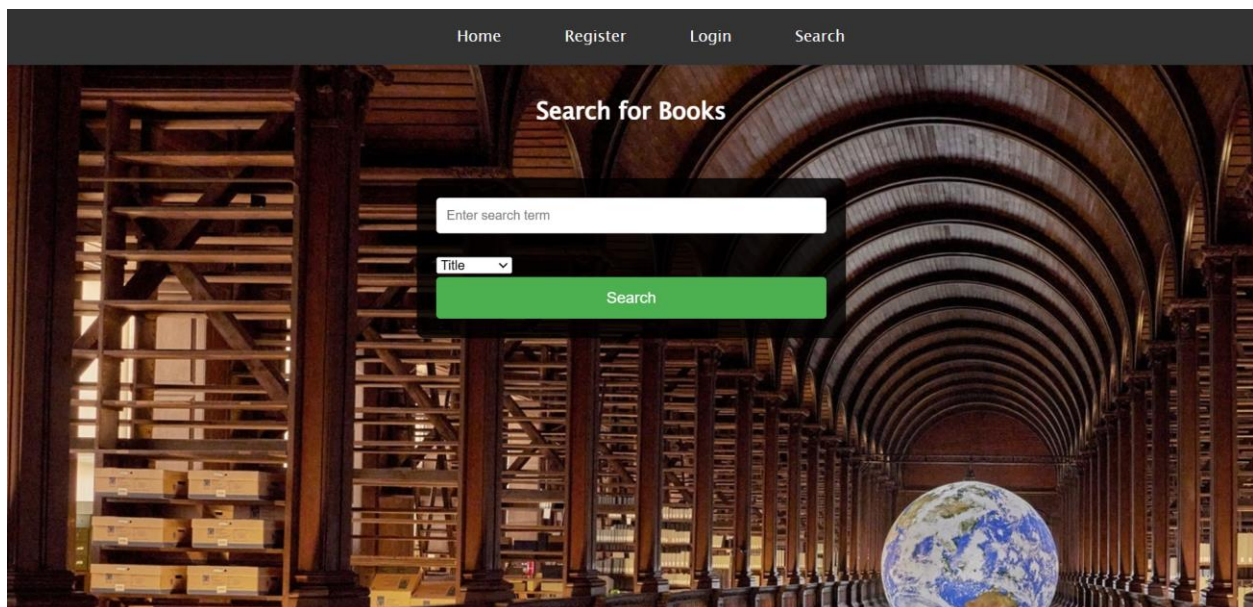 Home Register Login Search
Search for Books
Enter search term
Title
Search